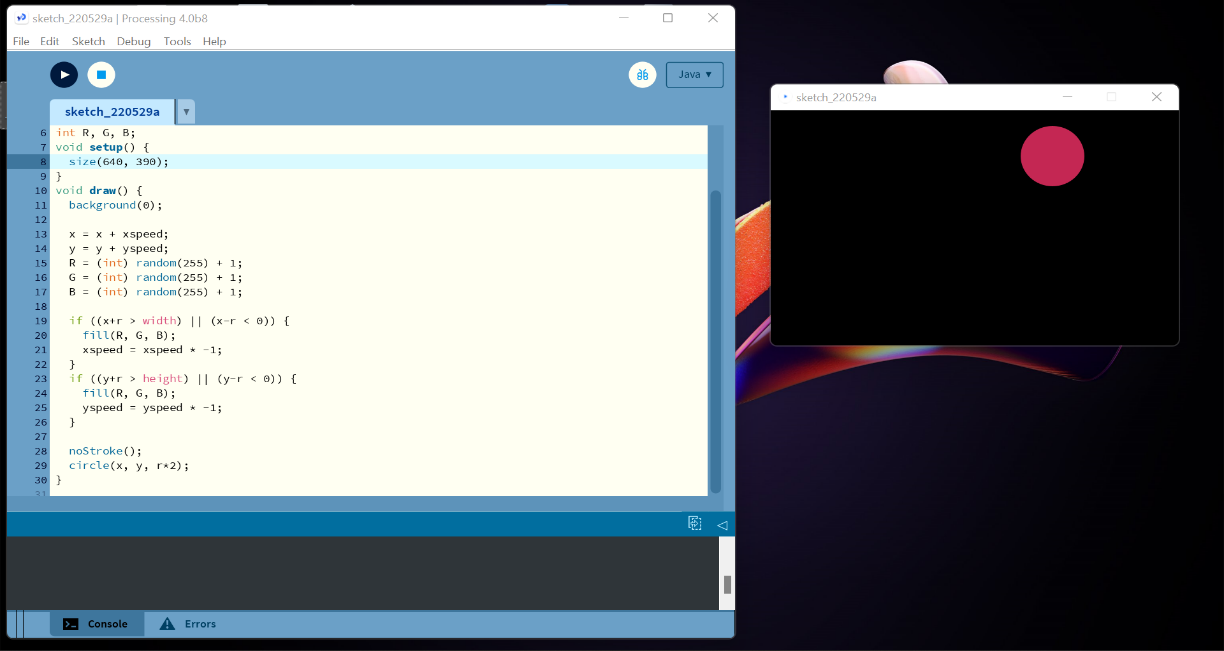 sketch_220529a | Processing 4.0b8
File Edit Sketch Debug Tools Help
Java ▼
sketch_220529a ▼
6 int R, G, B;
7 void setup() {
8   size(640, 390);
9 }
10 void draw() {
11   background(0);
12
13   x = x + xspeed;
14   y = y + yspeed;
15   R = (int) random(255) + 1;
16   G = (int) random(255) + 1;
17   B = (int) random(255) + 1;
18
19   if ((x+r > width) || (x-r < 0)) {
20     fill(R, G, B);
21     xspeed = xspeed * -1;
22   }
23   if ((y+r > height) || (y-r < 0)) {
24     fill(R, G, B);
25     yspeed = yspeed * -1;
26   }
27
28   noStroke();
29   circle(x, y, r*2);
30 }
31
Console Errors
sketch_220529a